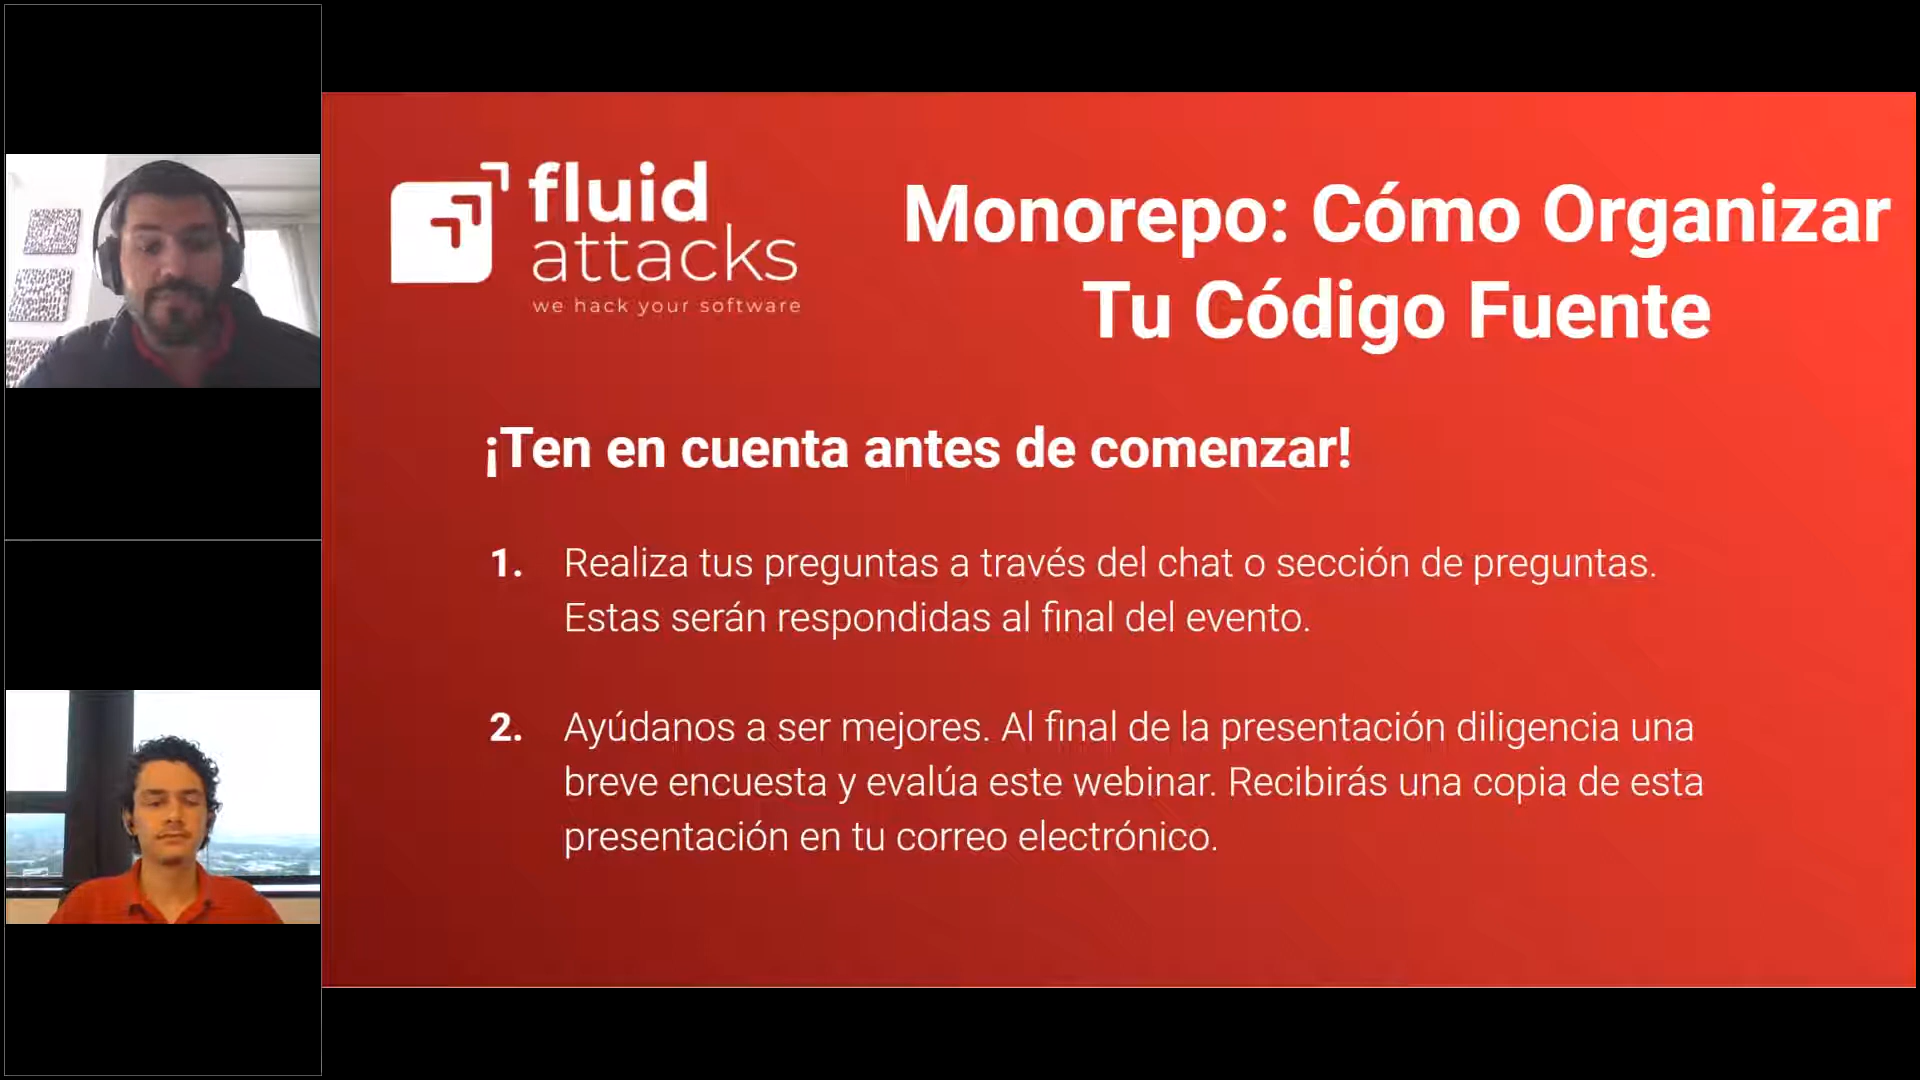 fluid
attacks
we hack your software
Monorepo: Cómo Organizar
Tu Código Fuente
¡Ten en cuenta antes de comenzar!
1. Realiza tus preguntas a través del chat o sección de preguntas.
Estas serán respondidas al final del evento.
2. Ayúdanos a ser mejores. Al final de la presentación diligencia una
breve encuesta y evalúa este webinar. Recibirás una copia de esta
presentación en tu correo electrónico.